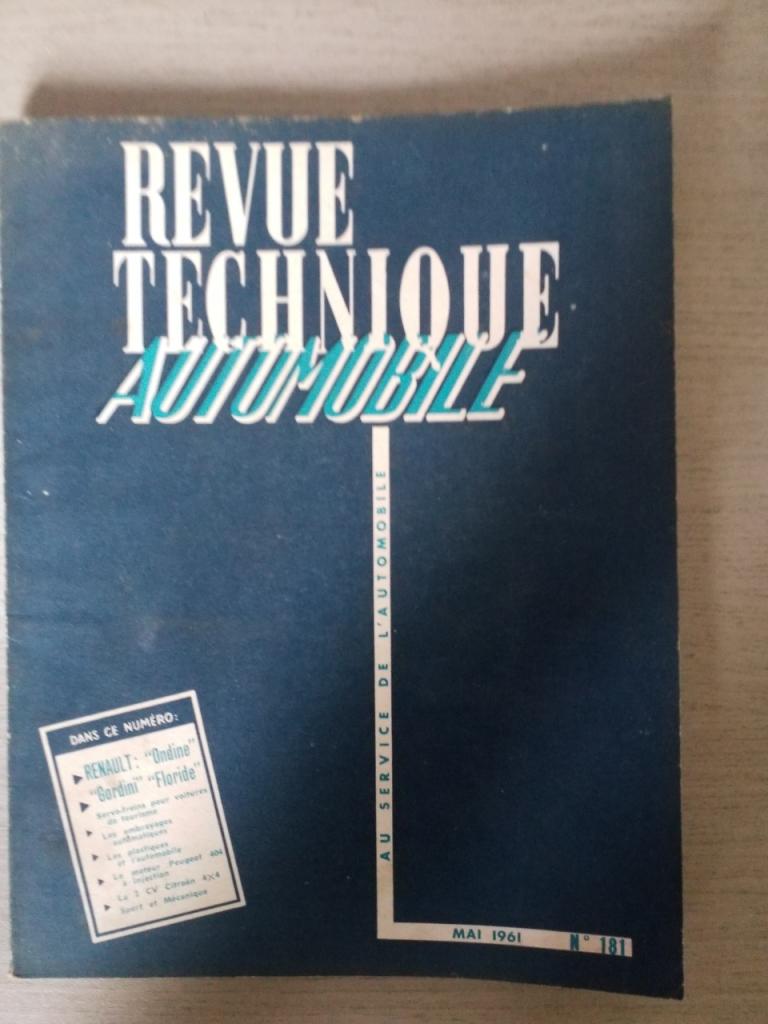 REVUE
TECHNIQUE
AUTOMOBILE
AU SERVICE DE L'AUTOMOBILE
DANS CE NUMÉRO:
RENAULT: "Ondine"
"Gordini" "Floride"
Servo-freins pour voitures
de tourisme
Les embrayages
automatiques
Les plastiques
et l'automobile
Le moteur Peugeot 404
à injection
La 2 CV Citroën 4×4
Sport et Mécanique
MAI 1961 N° 181